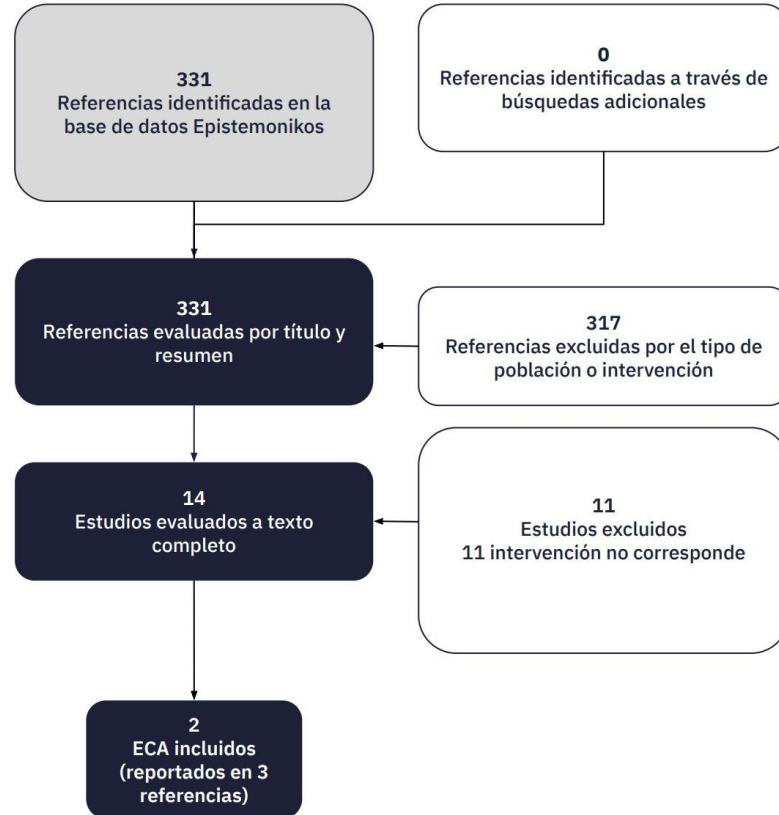 331
Referencias identificadas en la
base de datos Epistemonikos
0
Referencias identificadas a través de
búsquedas adicionales
331
Referencias evaluadas por título y
resumen
317
Referencias excluidas por el tipo de
población o intervención
14
Estudios evaluados a texto
completo
11
Estudios excluidos
11 intervención no corresponde
2
ECA incluidos
(reportados en 3
referencias)